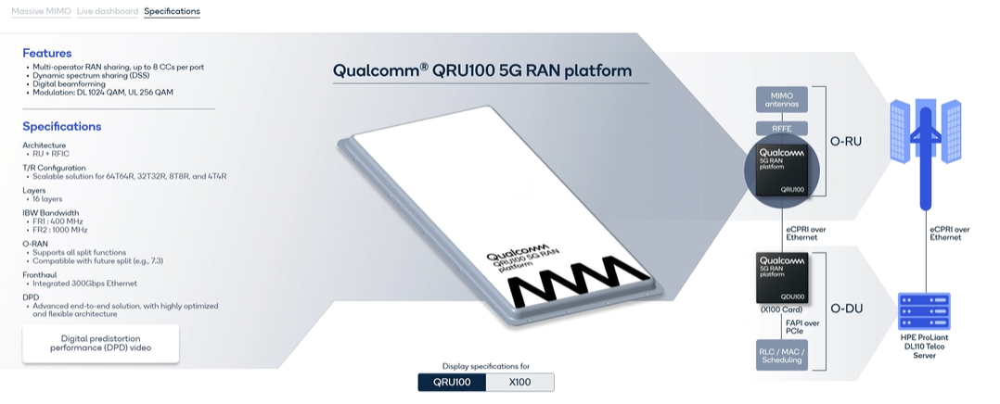 Massive MIMO Live dashboard Specifications
Features
• Multi-operator RAN sharing, up to 8 CCs per port
• Dynamic spectrum sharing (DSS)
• Digital beamforming
• Modulation: DL 1024 QAM, UL 256 QAM
Specifications
Architecture
• RU + RFIC
T/R Configuration
• Scalable solution for 64T64R, 32T32R, 8T8R, and 4T4R
Layers
• 16 layers
IBW Bandwidth
• FR1 : 400 MHz
• FR2 : 1000 MHz
O-RAN
• Supports all split functions
• Compatible with future split (e.g., 7.3)
Fronthaul
• Integrated 300Gbps Ethernet
DPD
• Advanced end-to-end solution, with highly optimized
and flexible architecture
Digital predistortion
performance (DPD) video
Qualcomm® QRU100 5G RAN platform
Qualcomm
QRU100 5G RAN
platform
Display specifications for
QRU100 X100
MIMO
antennas
RFFE
Qualcomm
5G RAN
platform
QRU100
O-RU
eCPRI over
Ethernet
Qualcomm
5G RAN
platform
QDU100
(X100 Card)
O-DU
FAPI over
PCIe
RLC / MAC /
Scheduling
eCPRI over
Ethernet
HPE ProLiant
DL110 Telco
Server